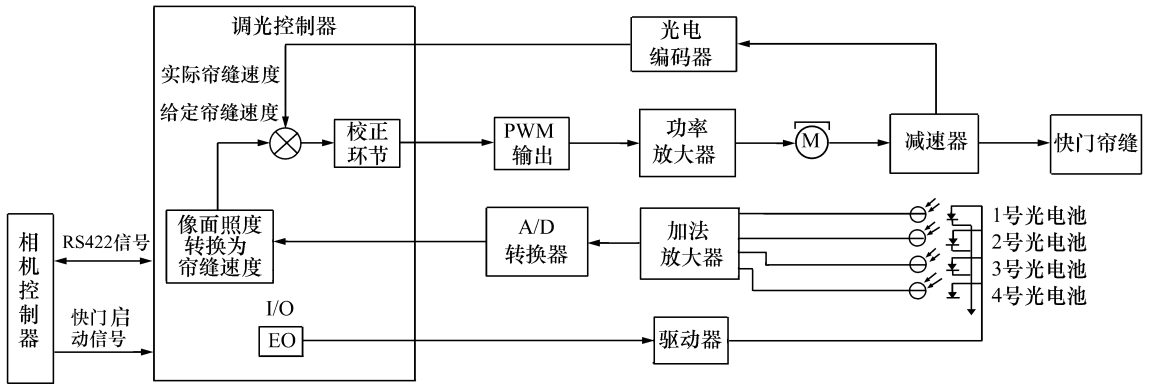 调光控制器
光电
编码器
实际帘缝速度
给定帘缝速度
校正
环节
PWM
输出
功率
放大器
M
减速器
快门帘缝
像面照度
转换为
帘缝速度
A/D
转换器
加法
放大器
1号光电池
2号光电池
3号光电池
4号光电池
相机控制器
RS422信号
快门启
动信号
I/O
EO
驱动器